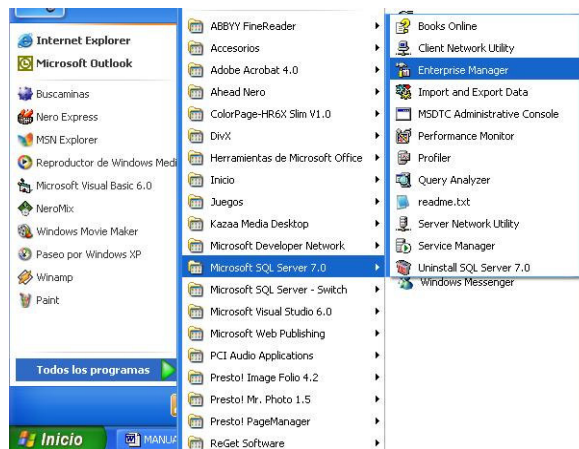 Internet Explorer
Microsoft Outlook
Buscaminas
Nero Express
MSN Explorer
Reproductor de Windows Medi
Microsoft Visual Basic 6.0
NeroMix
Windows Movie Maker
Paseo por Windows XP
Winamp
Paint
Todos los programas
Inicio
MANUA
ABBYY FineReader
Accesorios
Adobe Acrobat 4.0
Ahead Nero
ColorPage-HR6X Slim V1.0
DivX
Herramientas de Microsoft Office
Inicio
Juegos
Kazaa Media Desktop
Microsoft Developer Network
Microsoft SQL Server 7.0
Microsoft SQL Server - Switch
Microsoft Visual Studio 6.0
Microsoft Web Publishing
PCI Audio Applications
Presto! Image Folio 4.2
Presto! Mr. Photo 1.5
Presto! PageManager
ReGet Software
Books Online
Client Network Utility
Enterprise Manager
Import and Export Data
MSDTC Administrative Console
Performance Monitor
Profiler
Query Analyzer
readme.txt
Server Network Utility
Service Manager
Uninstall SQL Server 7.0
Windows Messenger